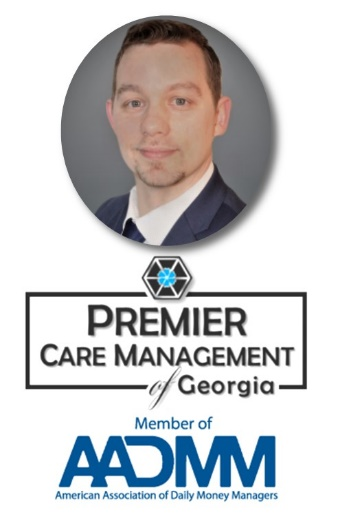 PREMIER
CARE MANAGEMENT
of Georgia
Member of
AADMM
American Association of Daily Money Managers